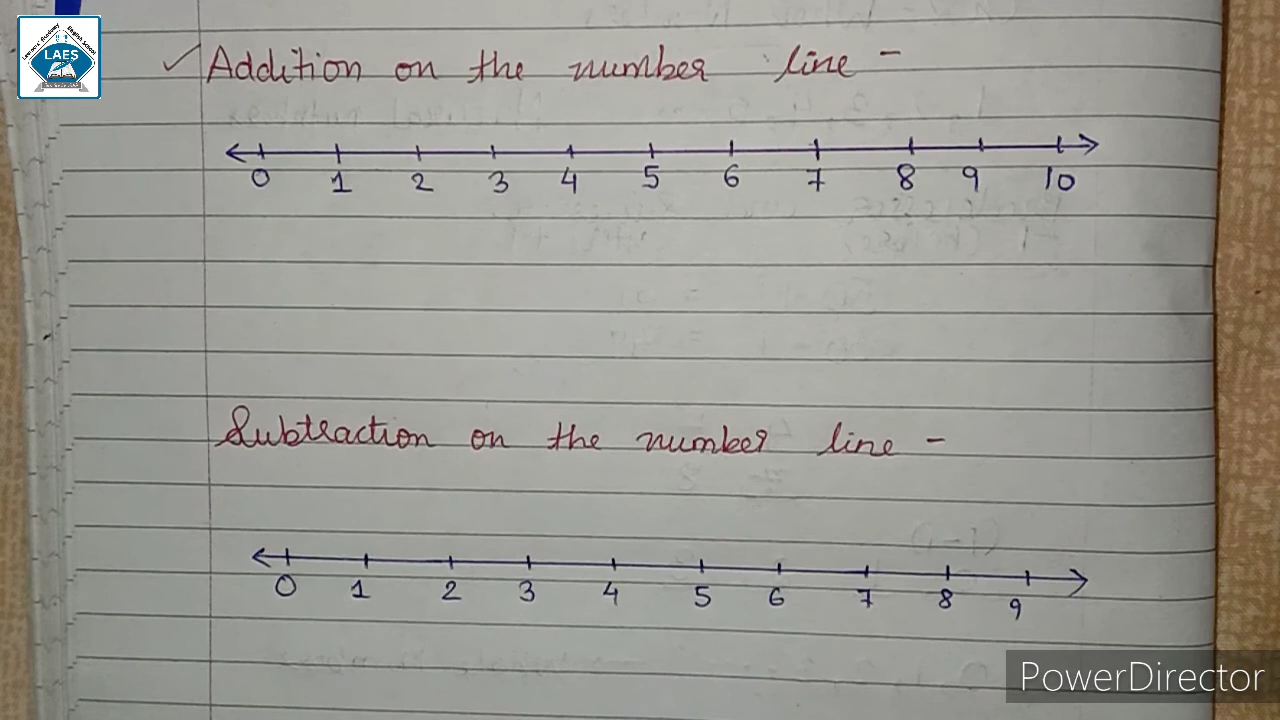 LAES
✓ Addition on the number line -
0 1 2 3 4 5 6 7 8 9 10
Subtraction on the number line -
0 1 2 3 4 5 6 7 8 9
PowerDirector